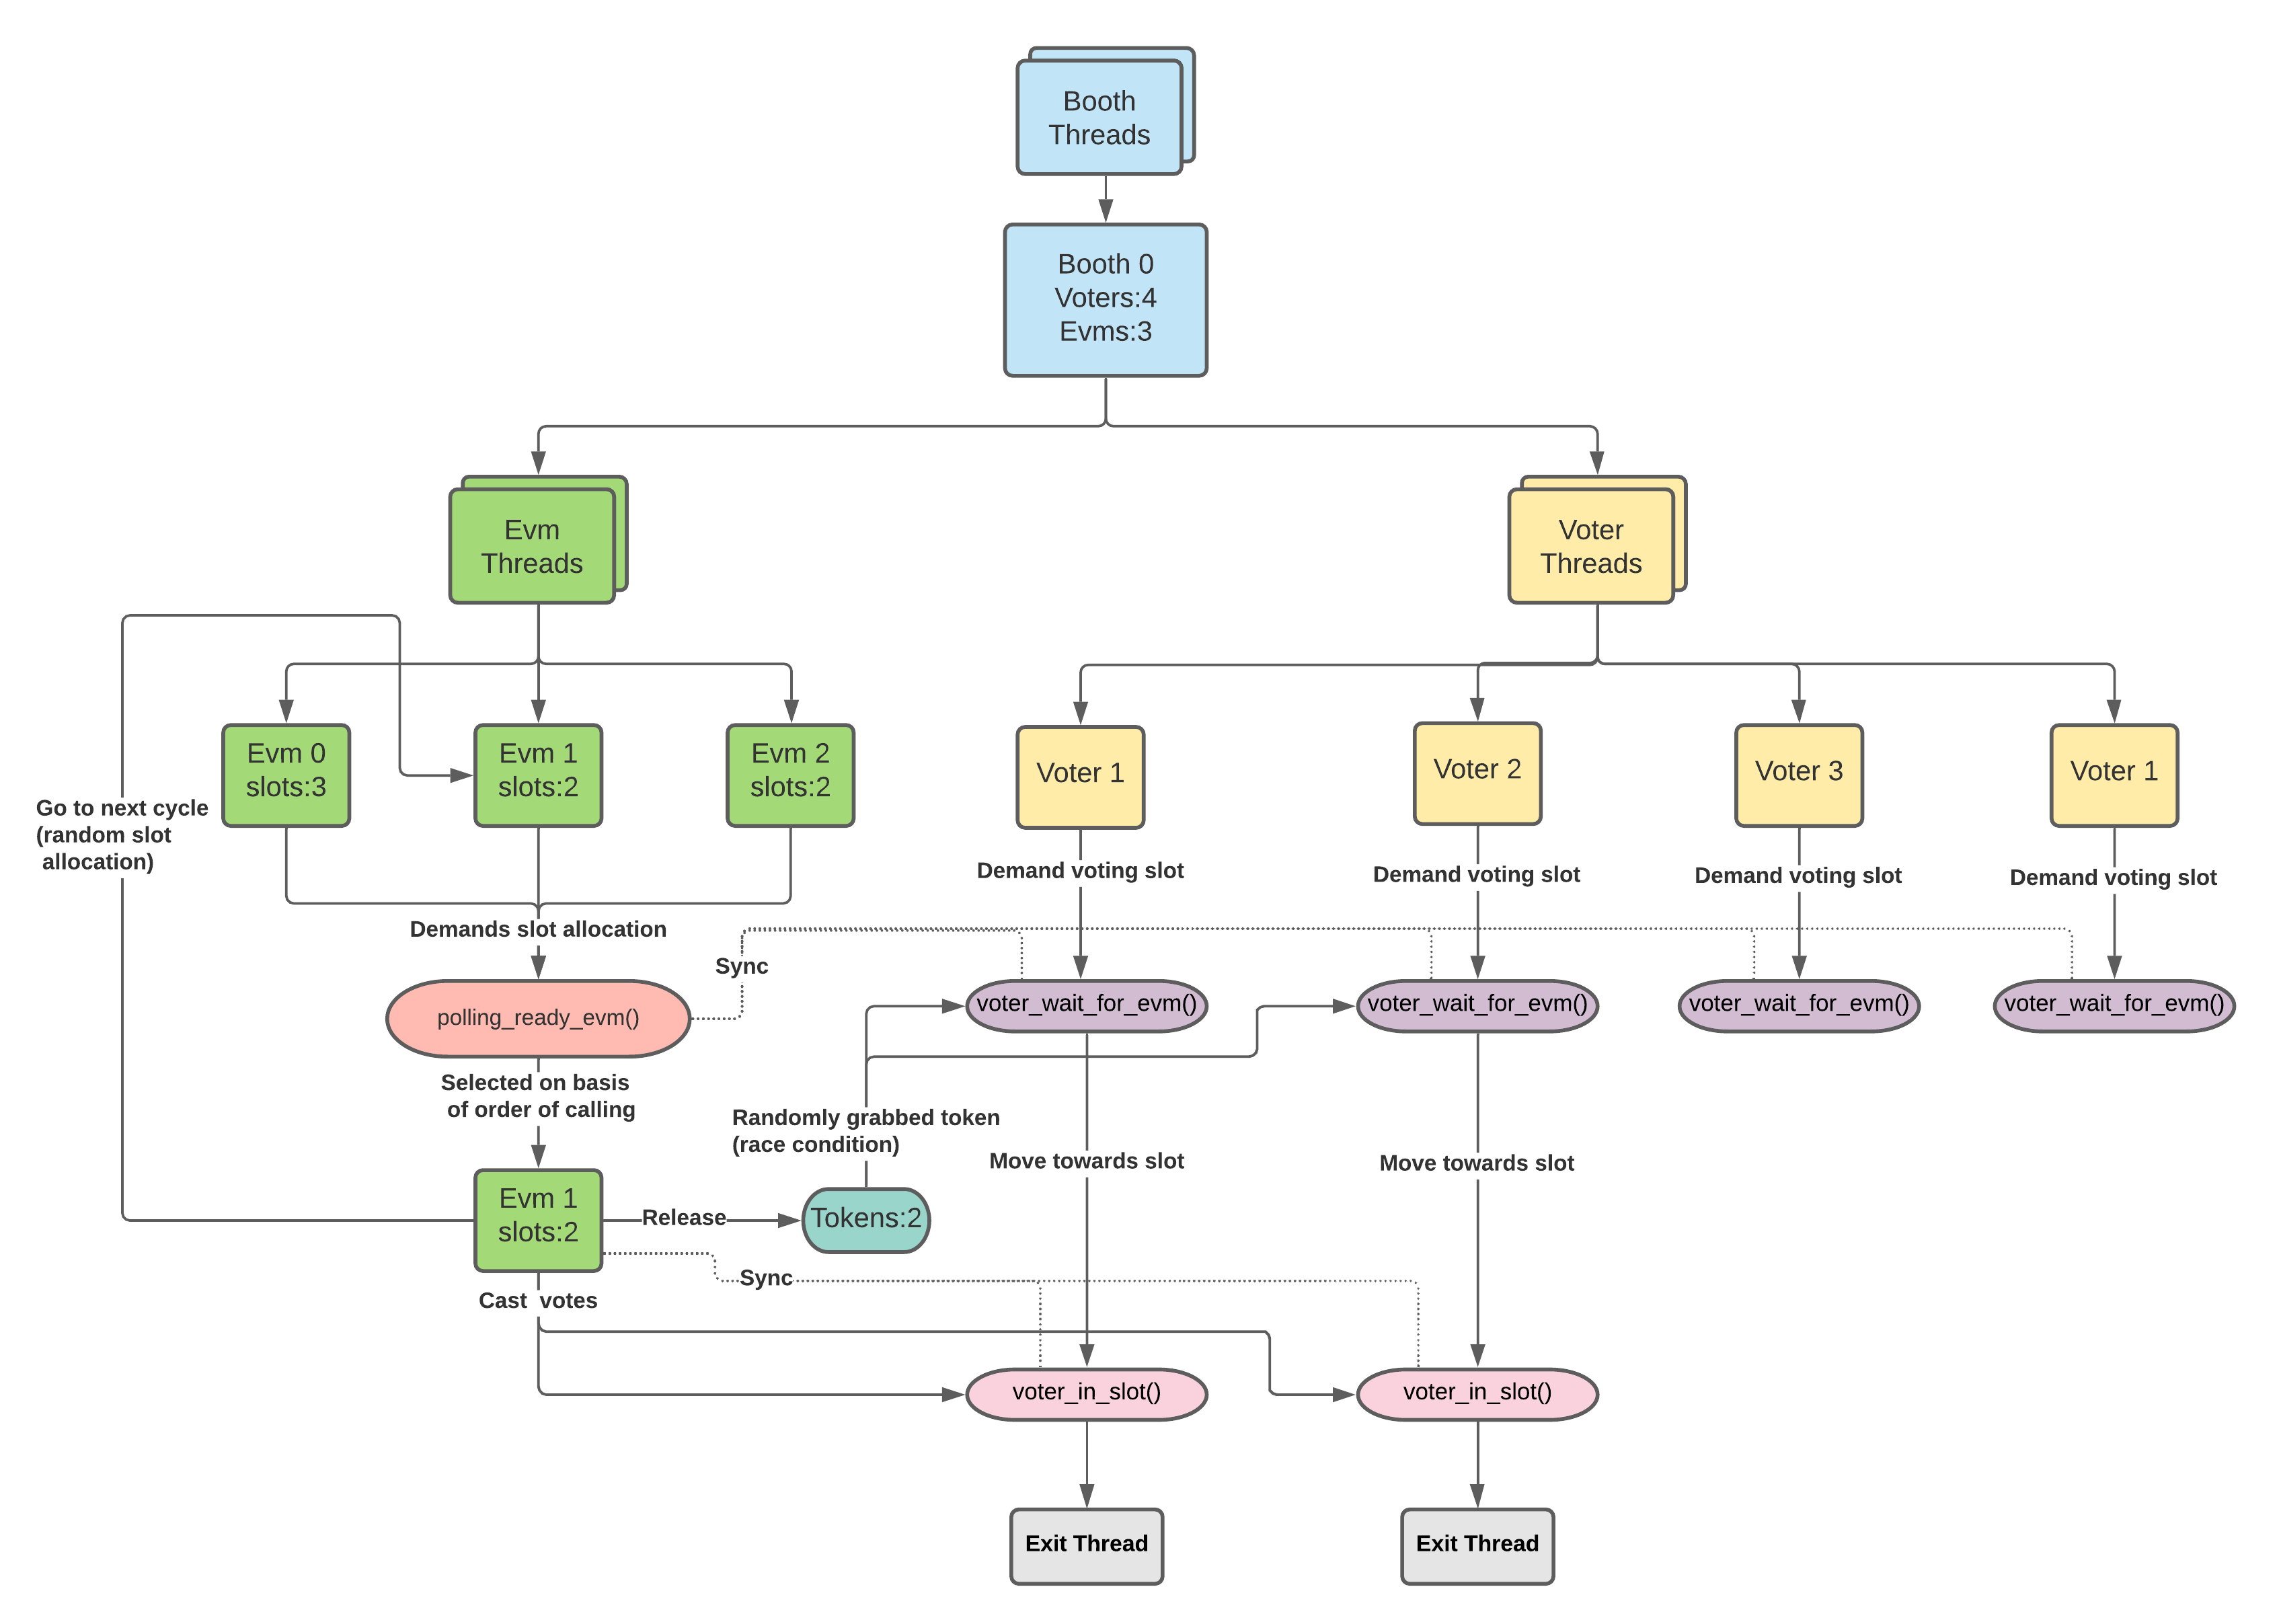 Booth
Threads
Booth 0
Voters:4
Evms:3
Evm
Threads
Voter
Threads
Evm 0
slots:3
Evm 1
slots:2
Evm 2
slots:2
Voter 1
Voter 2
Voter 3
Voter 1
Go to next cycle
(random slot
allocation)
Demand voting slot
Demand voting slot
Demand voting slot
Demand voting slot
Demands slot allocation
Sync
polling_ready_evm()
voter_wait_for_evm()
voter_wait_for_evm()
voter_wait_for_evm()
voter_wait_for_evm()
Selected on basis
of order of calling
Randomly grabbed token
(race condition)
Move towards slot
Move towards slot
Evm 1
slots:2
Release
Tokens:2
Sync
Cast votes
voter_in_slot()
voter_in_slot()
Exit Thread
Exit Thread